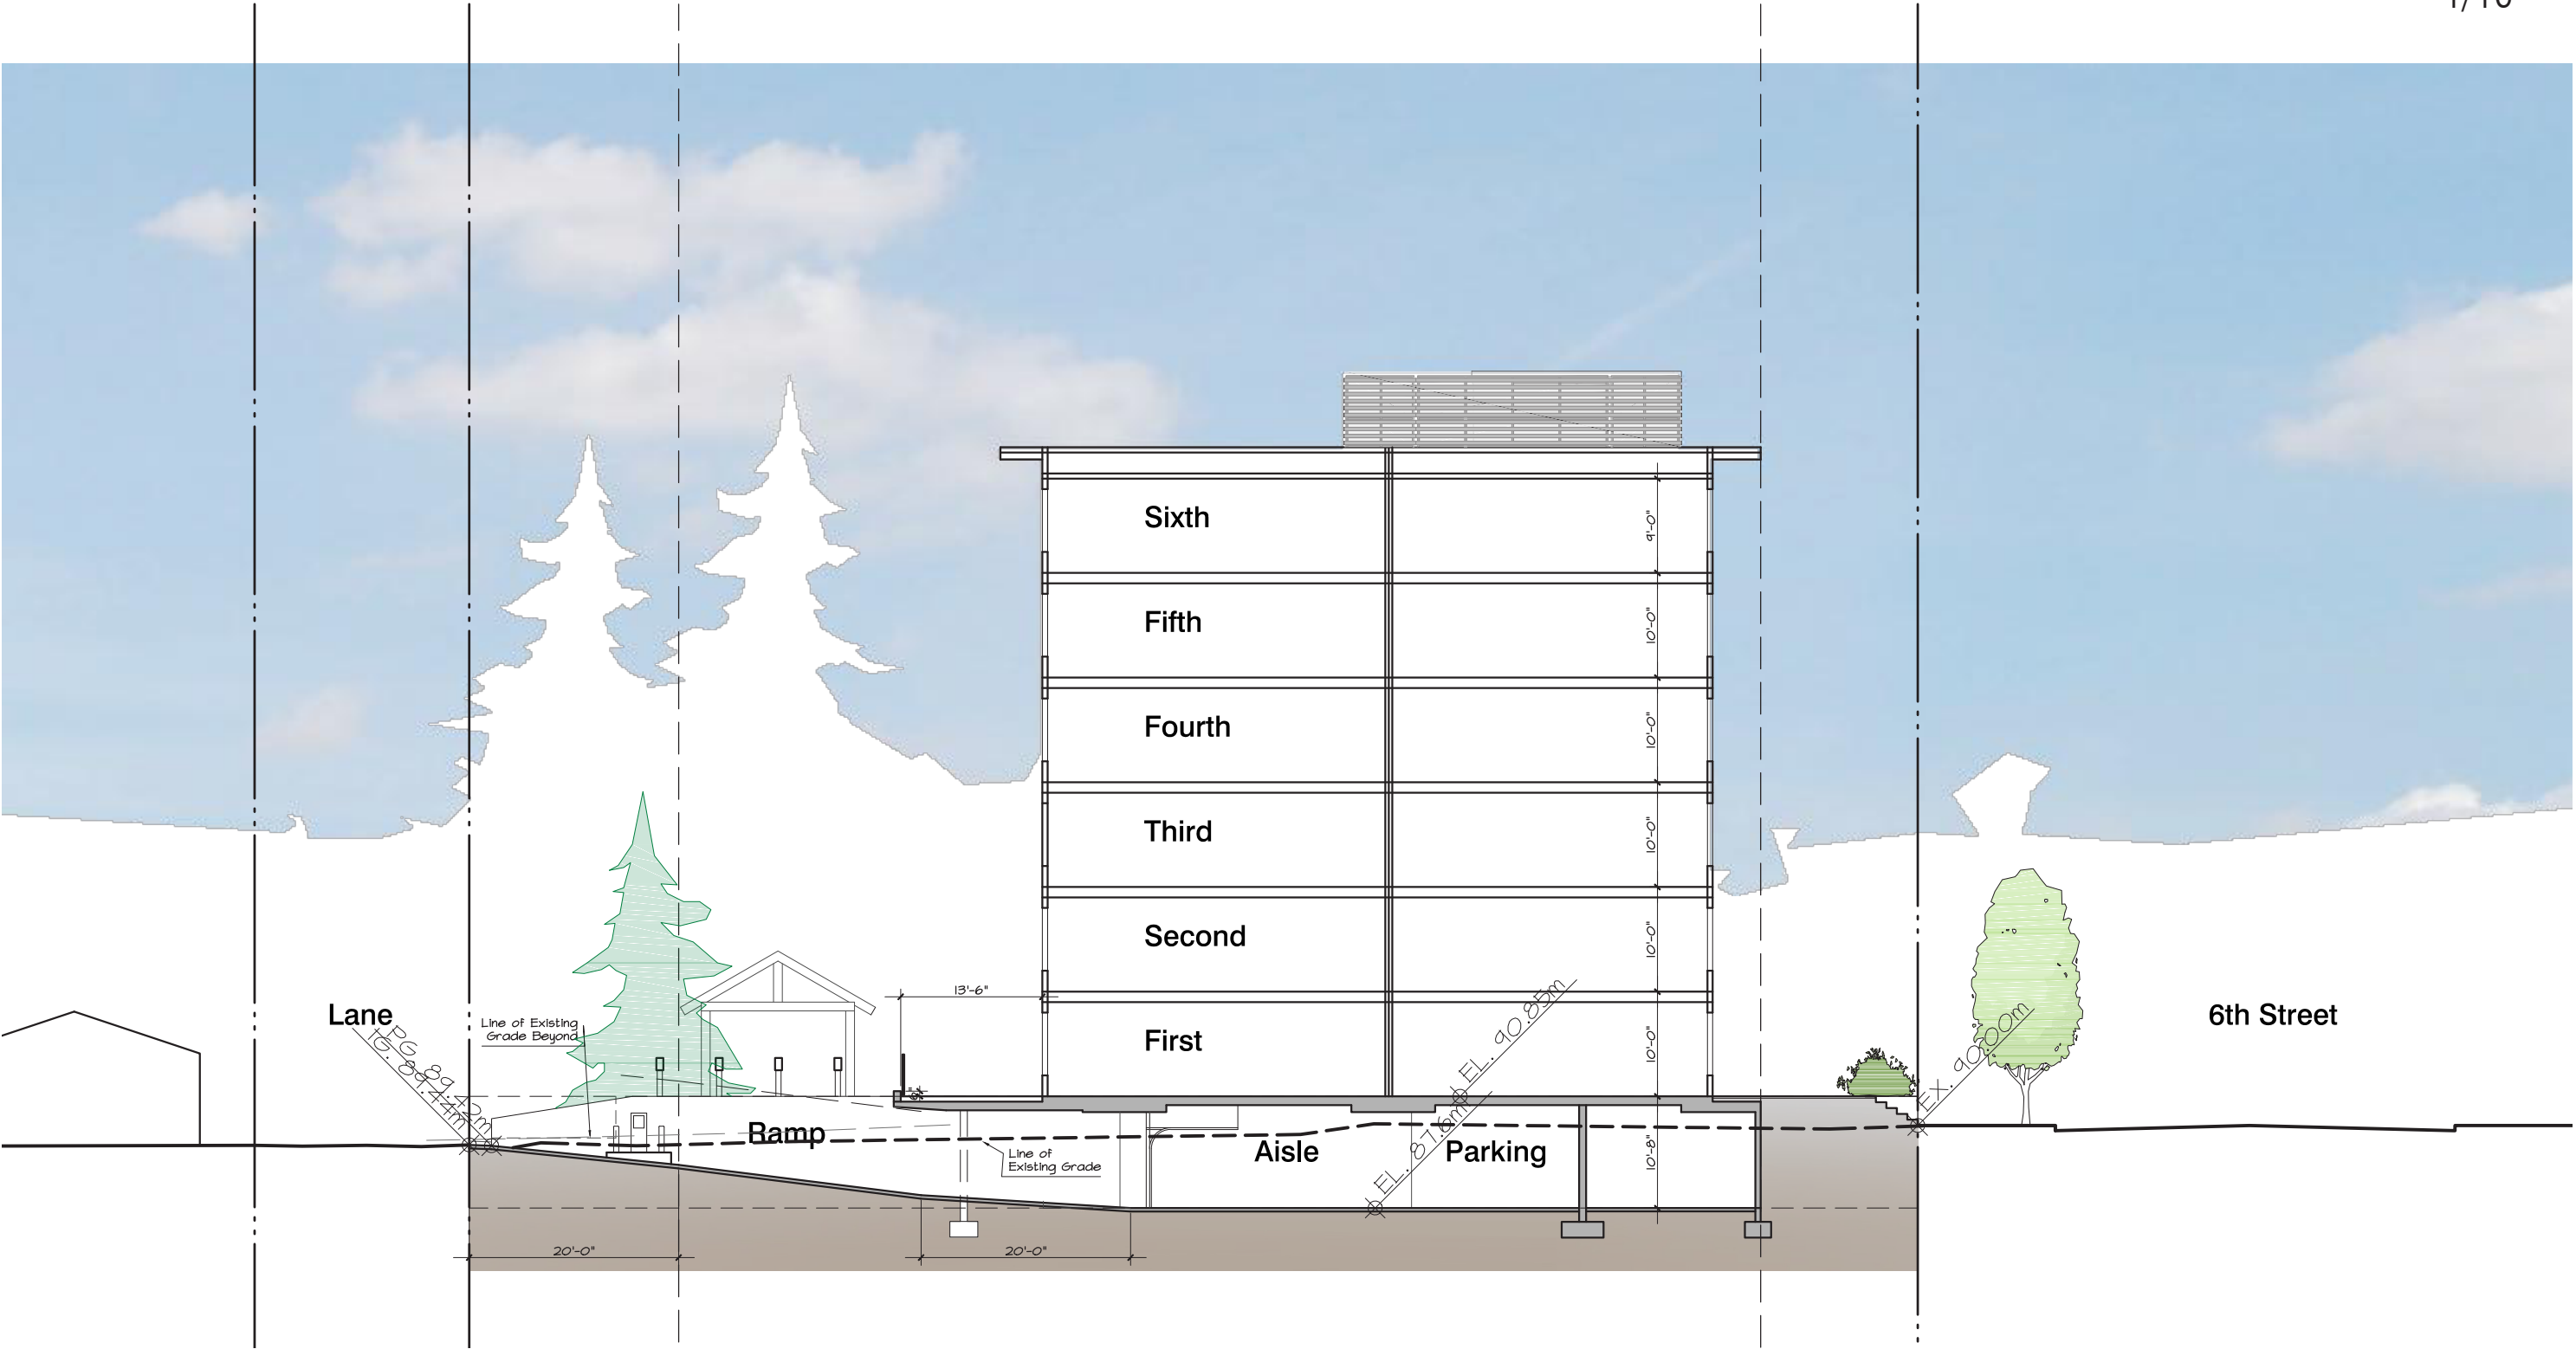 Sixth
9'-0"
Fifth
10'-0"
Fourth
10'-0"
Third
10'-0"
Second
10'-0"
13'-6"
EL. 90.85m
Lane
Line of Existing
Grade Beyond
First
10'-0"
EX. 90.00m
6th Street
6"
Ramp
Line of
Existing Grade
Aisle
EL. 87.6m
Parking
10'-8"
20'-0"
20'-0"